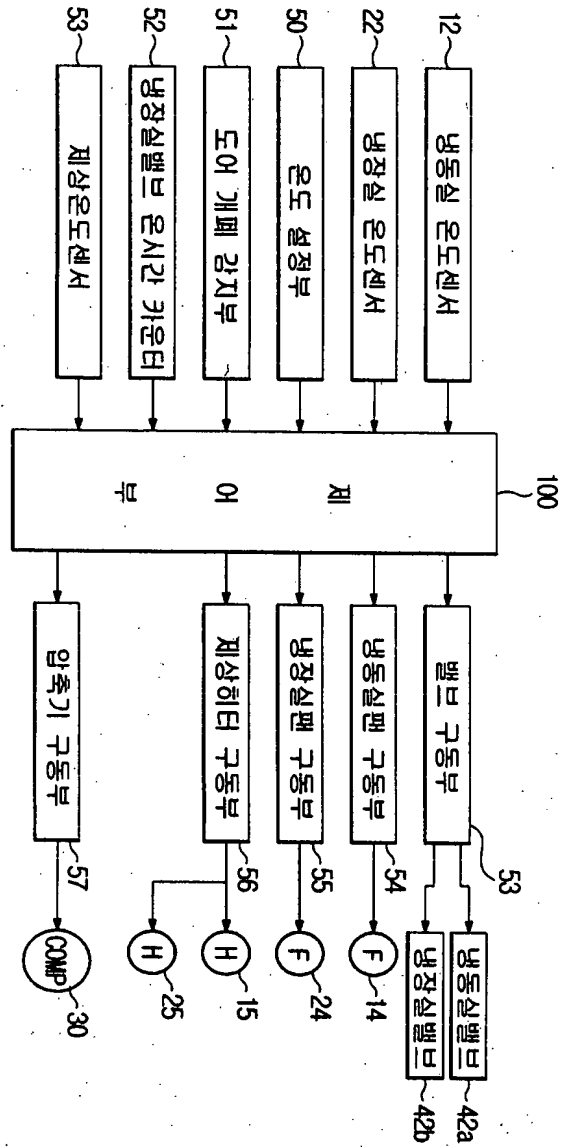 12
냉동실 온도센서
22
냉장실 온도센서
50
온도 설정부
51
도어 개폐 감지부
52
냉장실밸브 온시간 카운터
53
제상온도센서
100
제 어 부
밸브 구동부
53
냉동실밸브
42a
냉장실밸브
42b
냉동실팬 구동부
54
F
14
냉장실팬 구동부
55
F
24
제상히터 구동부
56
H
15
H
25
압축기 구동부
57
COMP
30